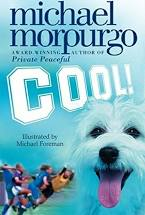 michael
morpurgo
AWARD-WINNING AUTHOR OF
Private Peaceful
COOL!
Illustrated by
Michael Foreman